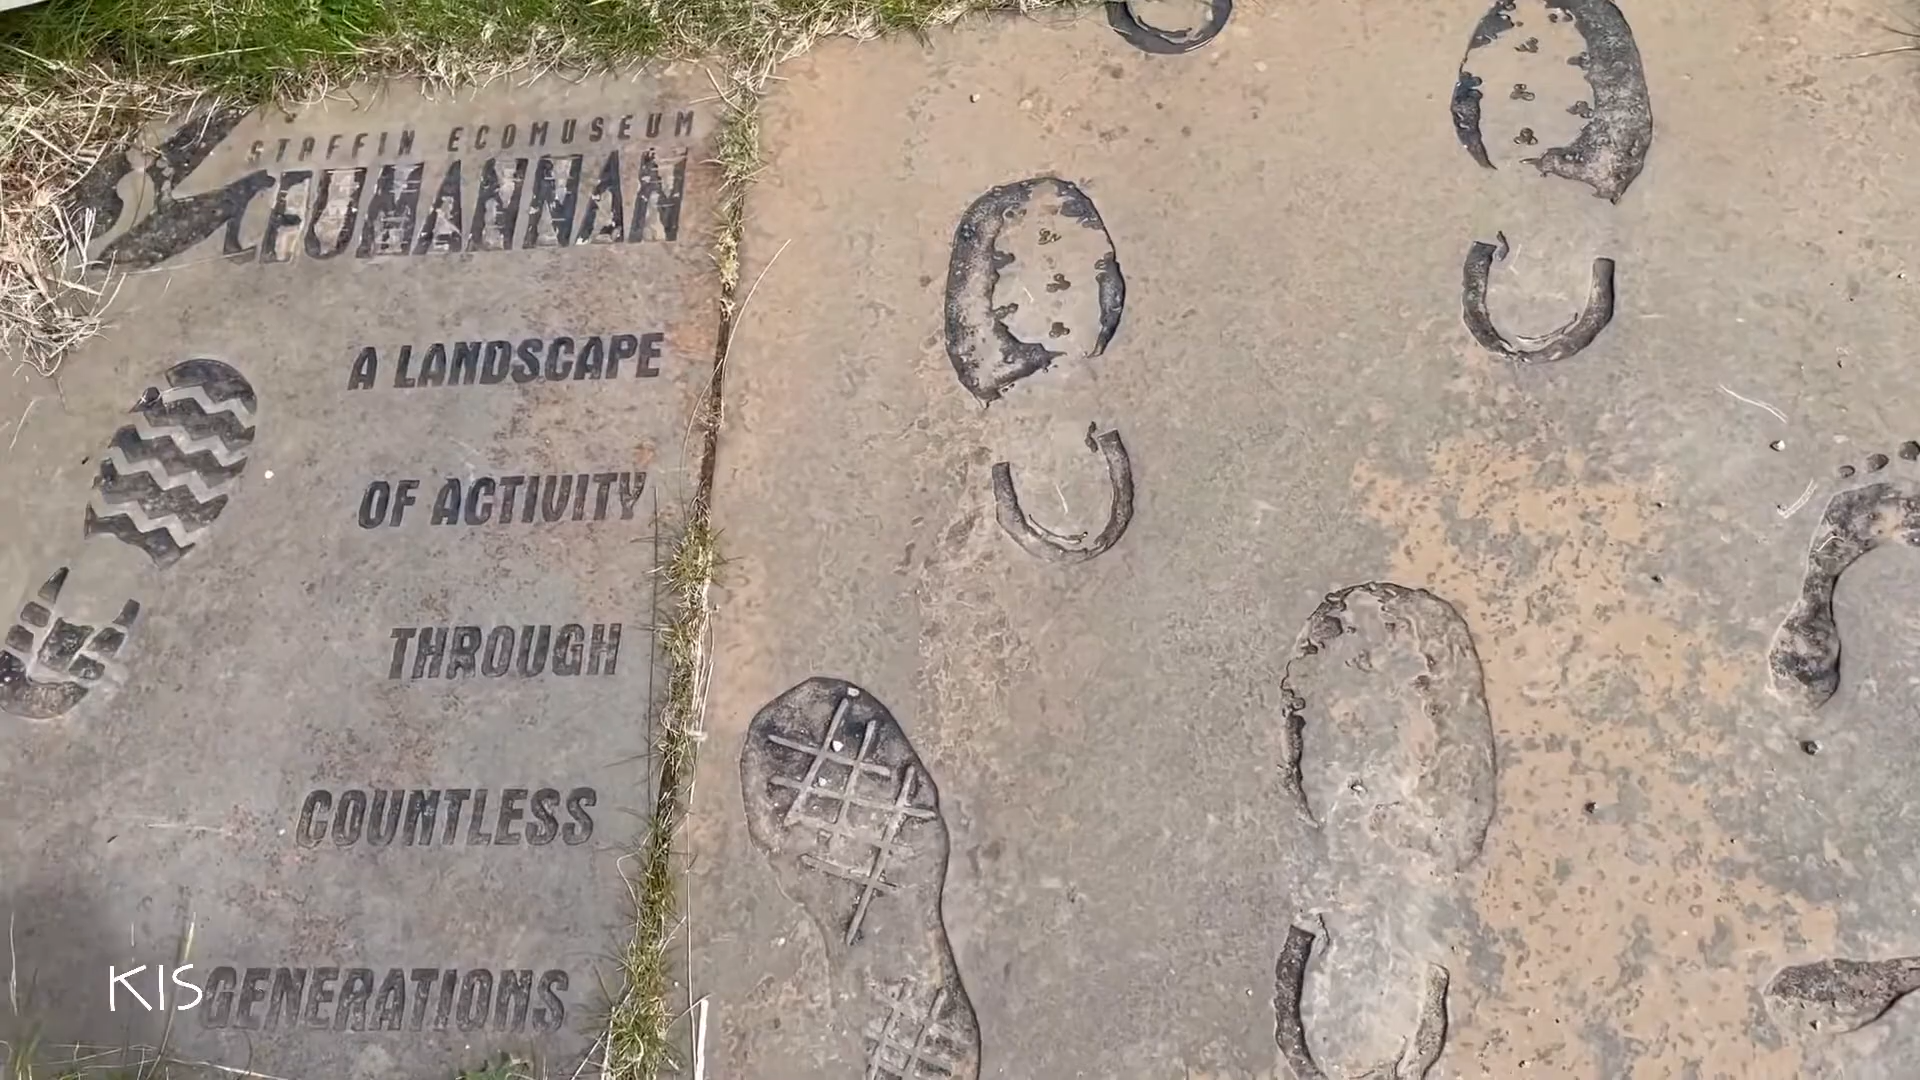 STAFFIN ECOMUSEUM
CEUMANNAN
A LANDSCAPE
OF ACTIVITY
THROUGH
COUNTLESS
GENERATIONS
KIS